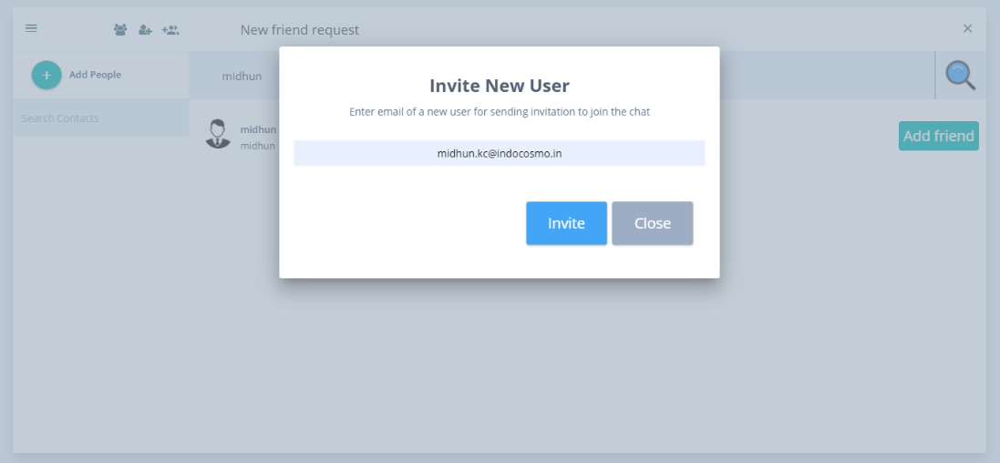 New friend request
Add People
midhun
Search Contacts
midhun
midhun
Add friend
Invite New User
Enter email of a new user for sending invitation to join the chat
midhun.kc@indocosmo.in
Invite
Close